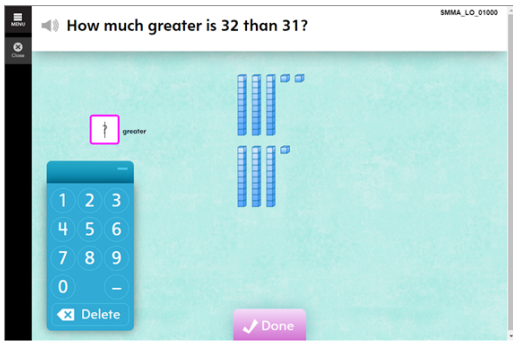 SMMA_LO_01000
MENU
How much greater is 32 than 31?
Close
? greater
1 2 3
4 5 6
7 8 9
0 −
Delete
Done